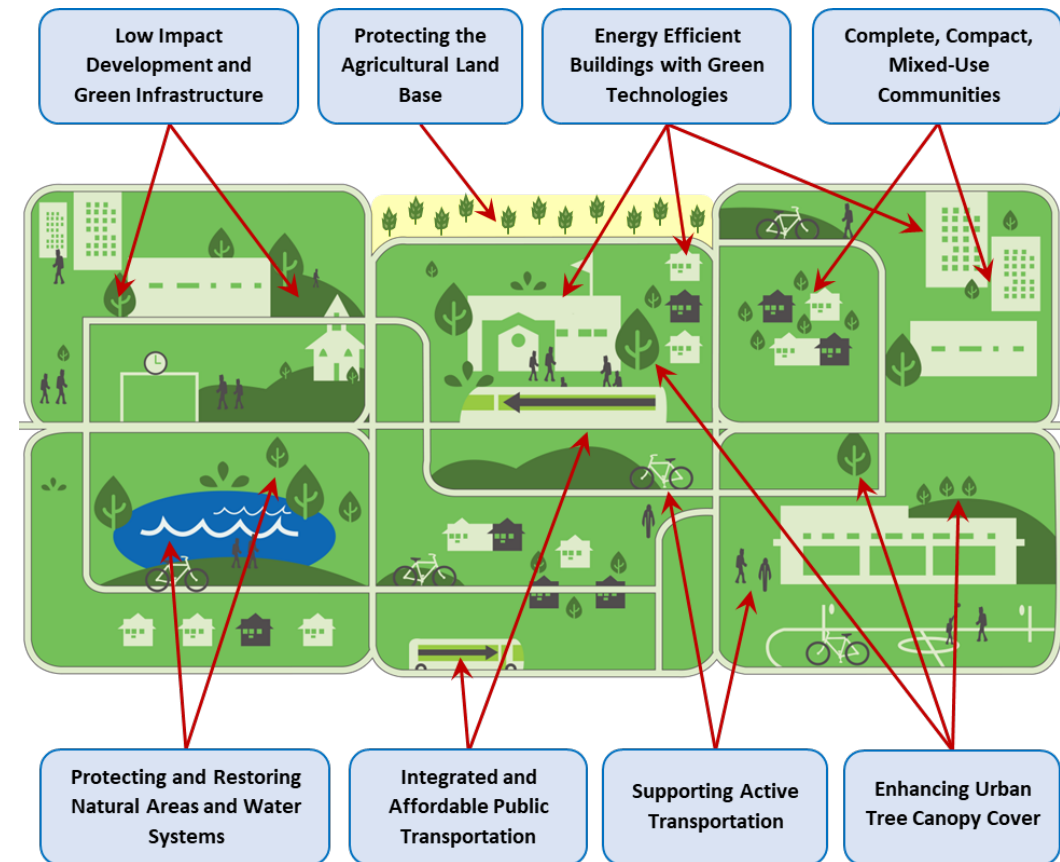 Low Impact
Development and
Green Infrastructure
Protecting the
Agricultural Land
Base
Energy Efficient
Buildings with Green
Technologies
Complete, Compact,
Mixed-Use
Communities
Protecting and Restoring
Natural Areas and Water
Systems
Integrated and
Affordable Public
Transportation
Supporting Active
Transportation
Enhancing Urban
Tree Canopy Cover